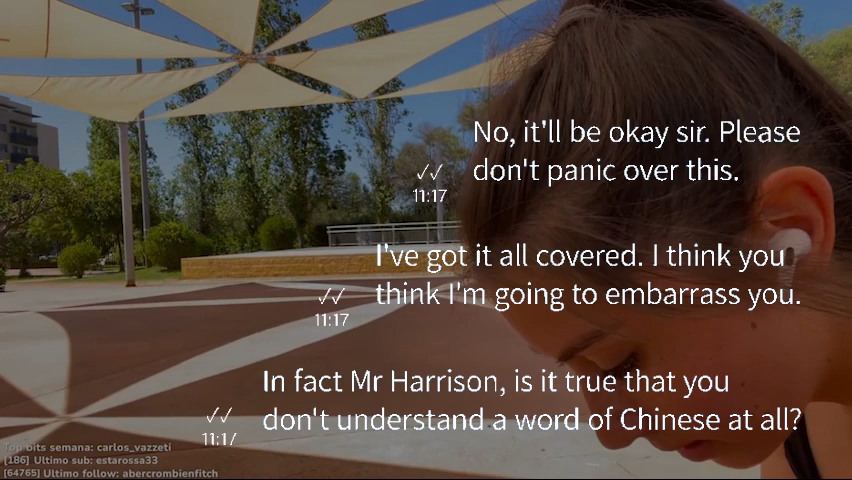 No, it'll be okay sir. Please
don't panic over this.
11:17
I've got it all covered. I think you
think I'm going to embarrass you.
11:17
In fact Mr Harrison, is it true that you
don't understand a word of Chinese at all?
11:17
Top bits semana: carlos_vazzeti
[186] Ultimo sub: estarossa33
[64765] Ultimo follow: abercrombienfitch